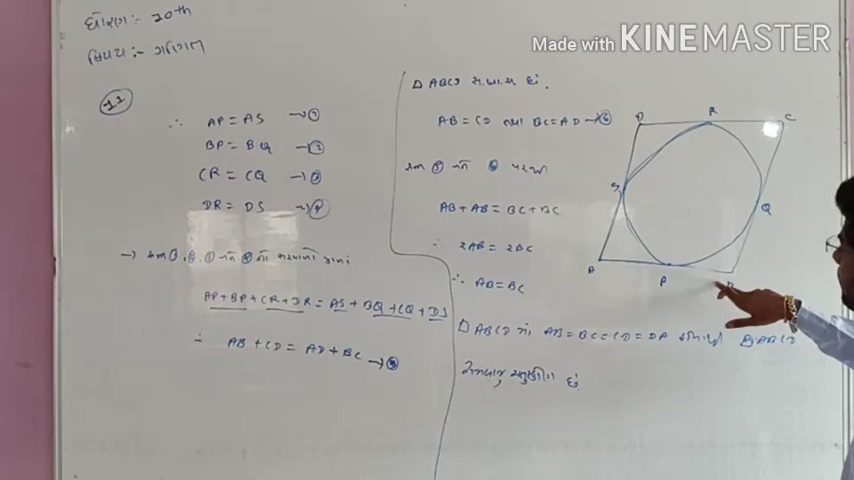 ધોરણ :- 10th
વિષય :- ગણિત
Made with KINEMASTER
11
∴ AP = AS → ①
BP = BQ → ②
CR = CQ → ③
DR = DS → ④
→ સમ ①, ②, ③ અને ④ નો સરવાળો કરતાં
AP + BP + CR + DR = AS + BQ + CQ + DS
∴ AB + CD = AD + BC → ⑤
□ ABCD સ.બા.ચ છે.
AB = CD તથા BC = AD → ⑥
સમ ⑤ અને ⑥ પરથી
AB + AB = BC + BC
∴ 2AB = 2BC
∴ AB = BC
□ ABCD માં AB = BC = CD = DA હોવાથી □ ABCD
સમબાજુ ચતુષ્કોણ છે.
D R C
S Q
A P B